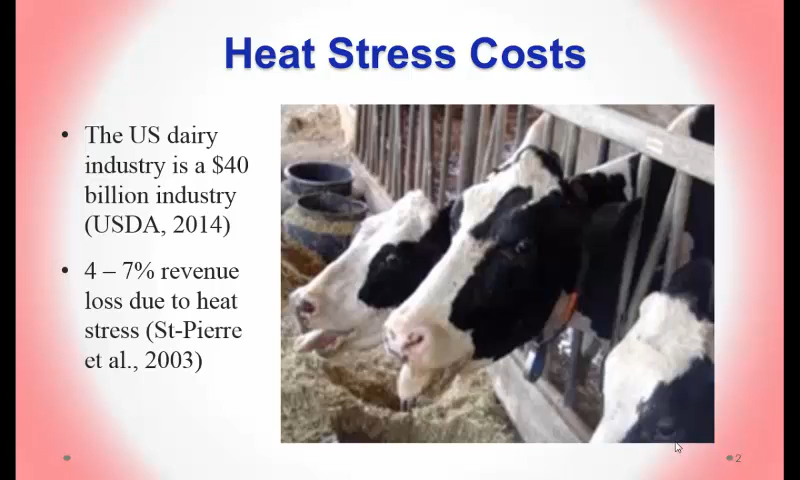 Heat Stress Costs
• The US dairy
industry is a $40
billion industry
(USDA, 2014)
• 4 – 7% revenue
loss due to heat
stress (St-Pierre
et al., 2003)
2